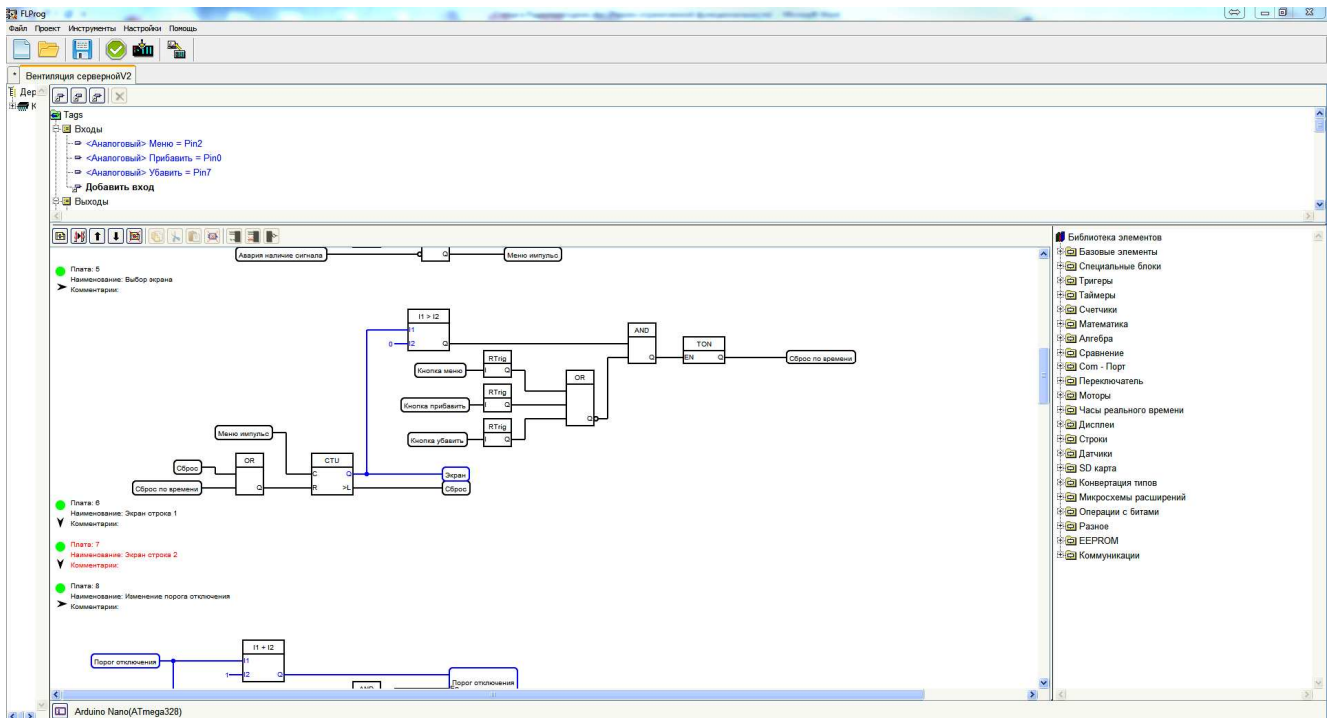 FLProg
Файл Проект Инструменты Настройки Помощь
* Вентиляция сервернойV2
Дер
К
Tags
Входы
<Аналоговый> Меню = Pin2
<Аналоговый> Прибавить = Pin0
<Аналоговый> Убавить = Pin7
Добавить вход
Выходы
Авария наличие сигнала
Q
Меню импульс
Плата: 5
Наименование: Выбор экрана
Комментарии:
I1 > I2
I1
0 I2 Q
AND
Q
TON
EN Q
Сброс по времени
Кнопка меню
RTrig
I Q
Кнопка прибавить
RTrig
I Q
Кнопка убавить
RTrig
I Q
OR
Q
Меню импульс
Сброс
Сброс по времени
OR
Q
CTU
C Q
R >L
Экран
Сброс
Плата: 6
Наименование: Экран строка 1
Комментарии:
Плата: 7
Наименование: Экран строка 2
Комментарии:
Плата: 8
Наименование: Изменение порога отключения
Комментарии:
Порог отключения
I1 + I2
I1
1 I2 Q
Порог отключения
Библиотека элементов
Базовые элементы
Специальные блоки
Тригеры
Таймеры
Счетчики
Математика
Алгебра
Сравнение
Com - Порт
Переключатель
Моторы
Часы реального времени
Дисплеи
Строки
Датчики
SD карта
Конвертация типов
Микросхемы расширений
Операции с битами
Разное
EEPROM
Коммуникации
Arduino Nano(ATmega328)